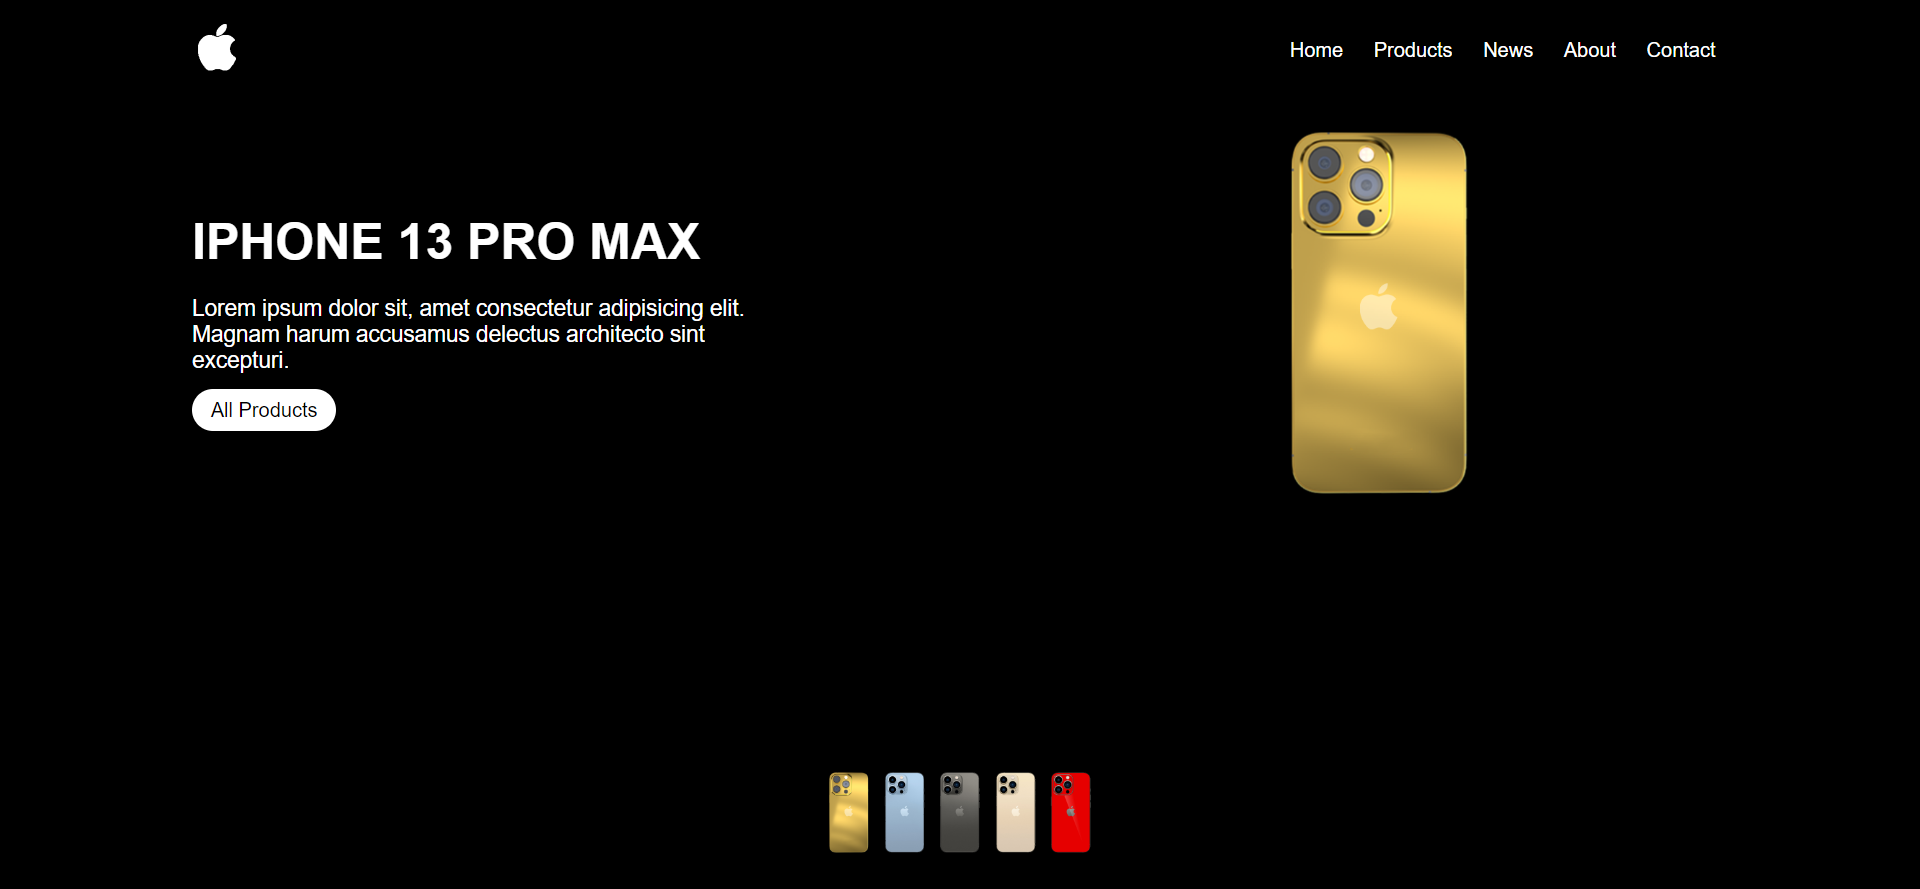 Home Products News About Contact
IPHONE 13 PRO MAX
Lorem ipsum dolor sit, amet consectetur adipisicing elit.
Magnam harum accusamus delectus architecto sint
excepturi.
All Products